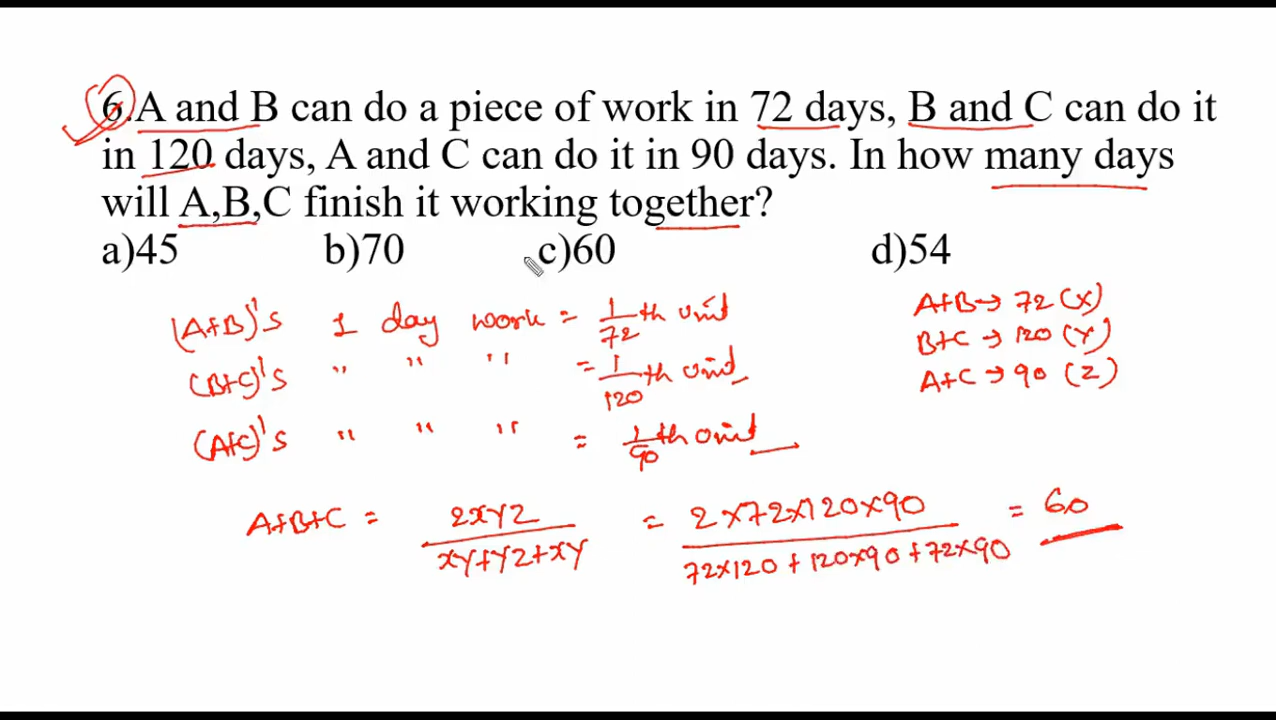 6.A and B can do a piece of work in 72 days, B and C can do it
in 120 days, A and C can do it in 90 days. In how many days
will A,B,C finish it working together?
a)45 b)70 c)60 d)54
(A+B)'s 1 day work = 1/72 th unit
A+B→ 72 (X)
B+C → 120 (Y)
A+C → 90 (Z)
(B+C)'s " " " = 1/120 th unit
(A+C)'s " " " = 1/90 th unit
A+B+C = 2XYZ/XY+YZ+XY = 2×72×120×90/72×120+120×90+72×90 = 60